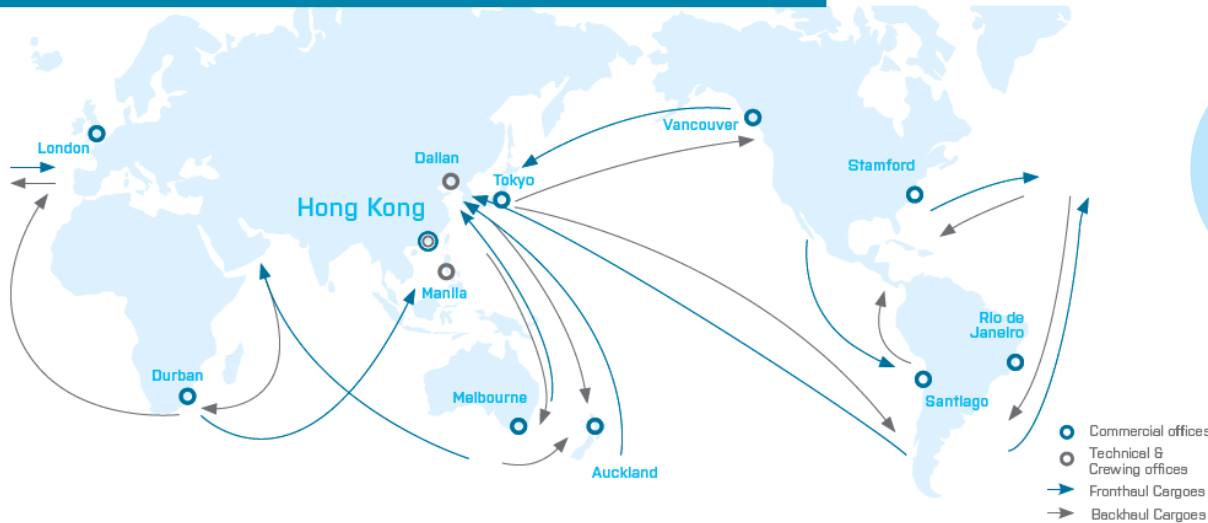 London
Vancouver
Dalian
Stamford
Tokyo
Hong Kong
Manila
Rio de
Janeiro
Durban
Melbourne
Santiago
Auckland
Commercial offices
Technical &
Crewing offices
Fronthaul Cargoes
Backhaul Cargoes